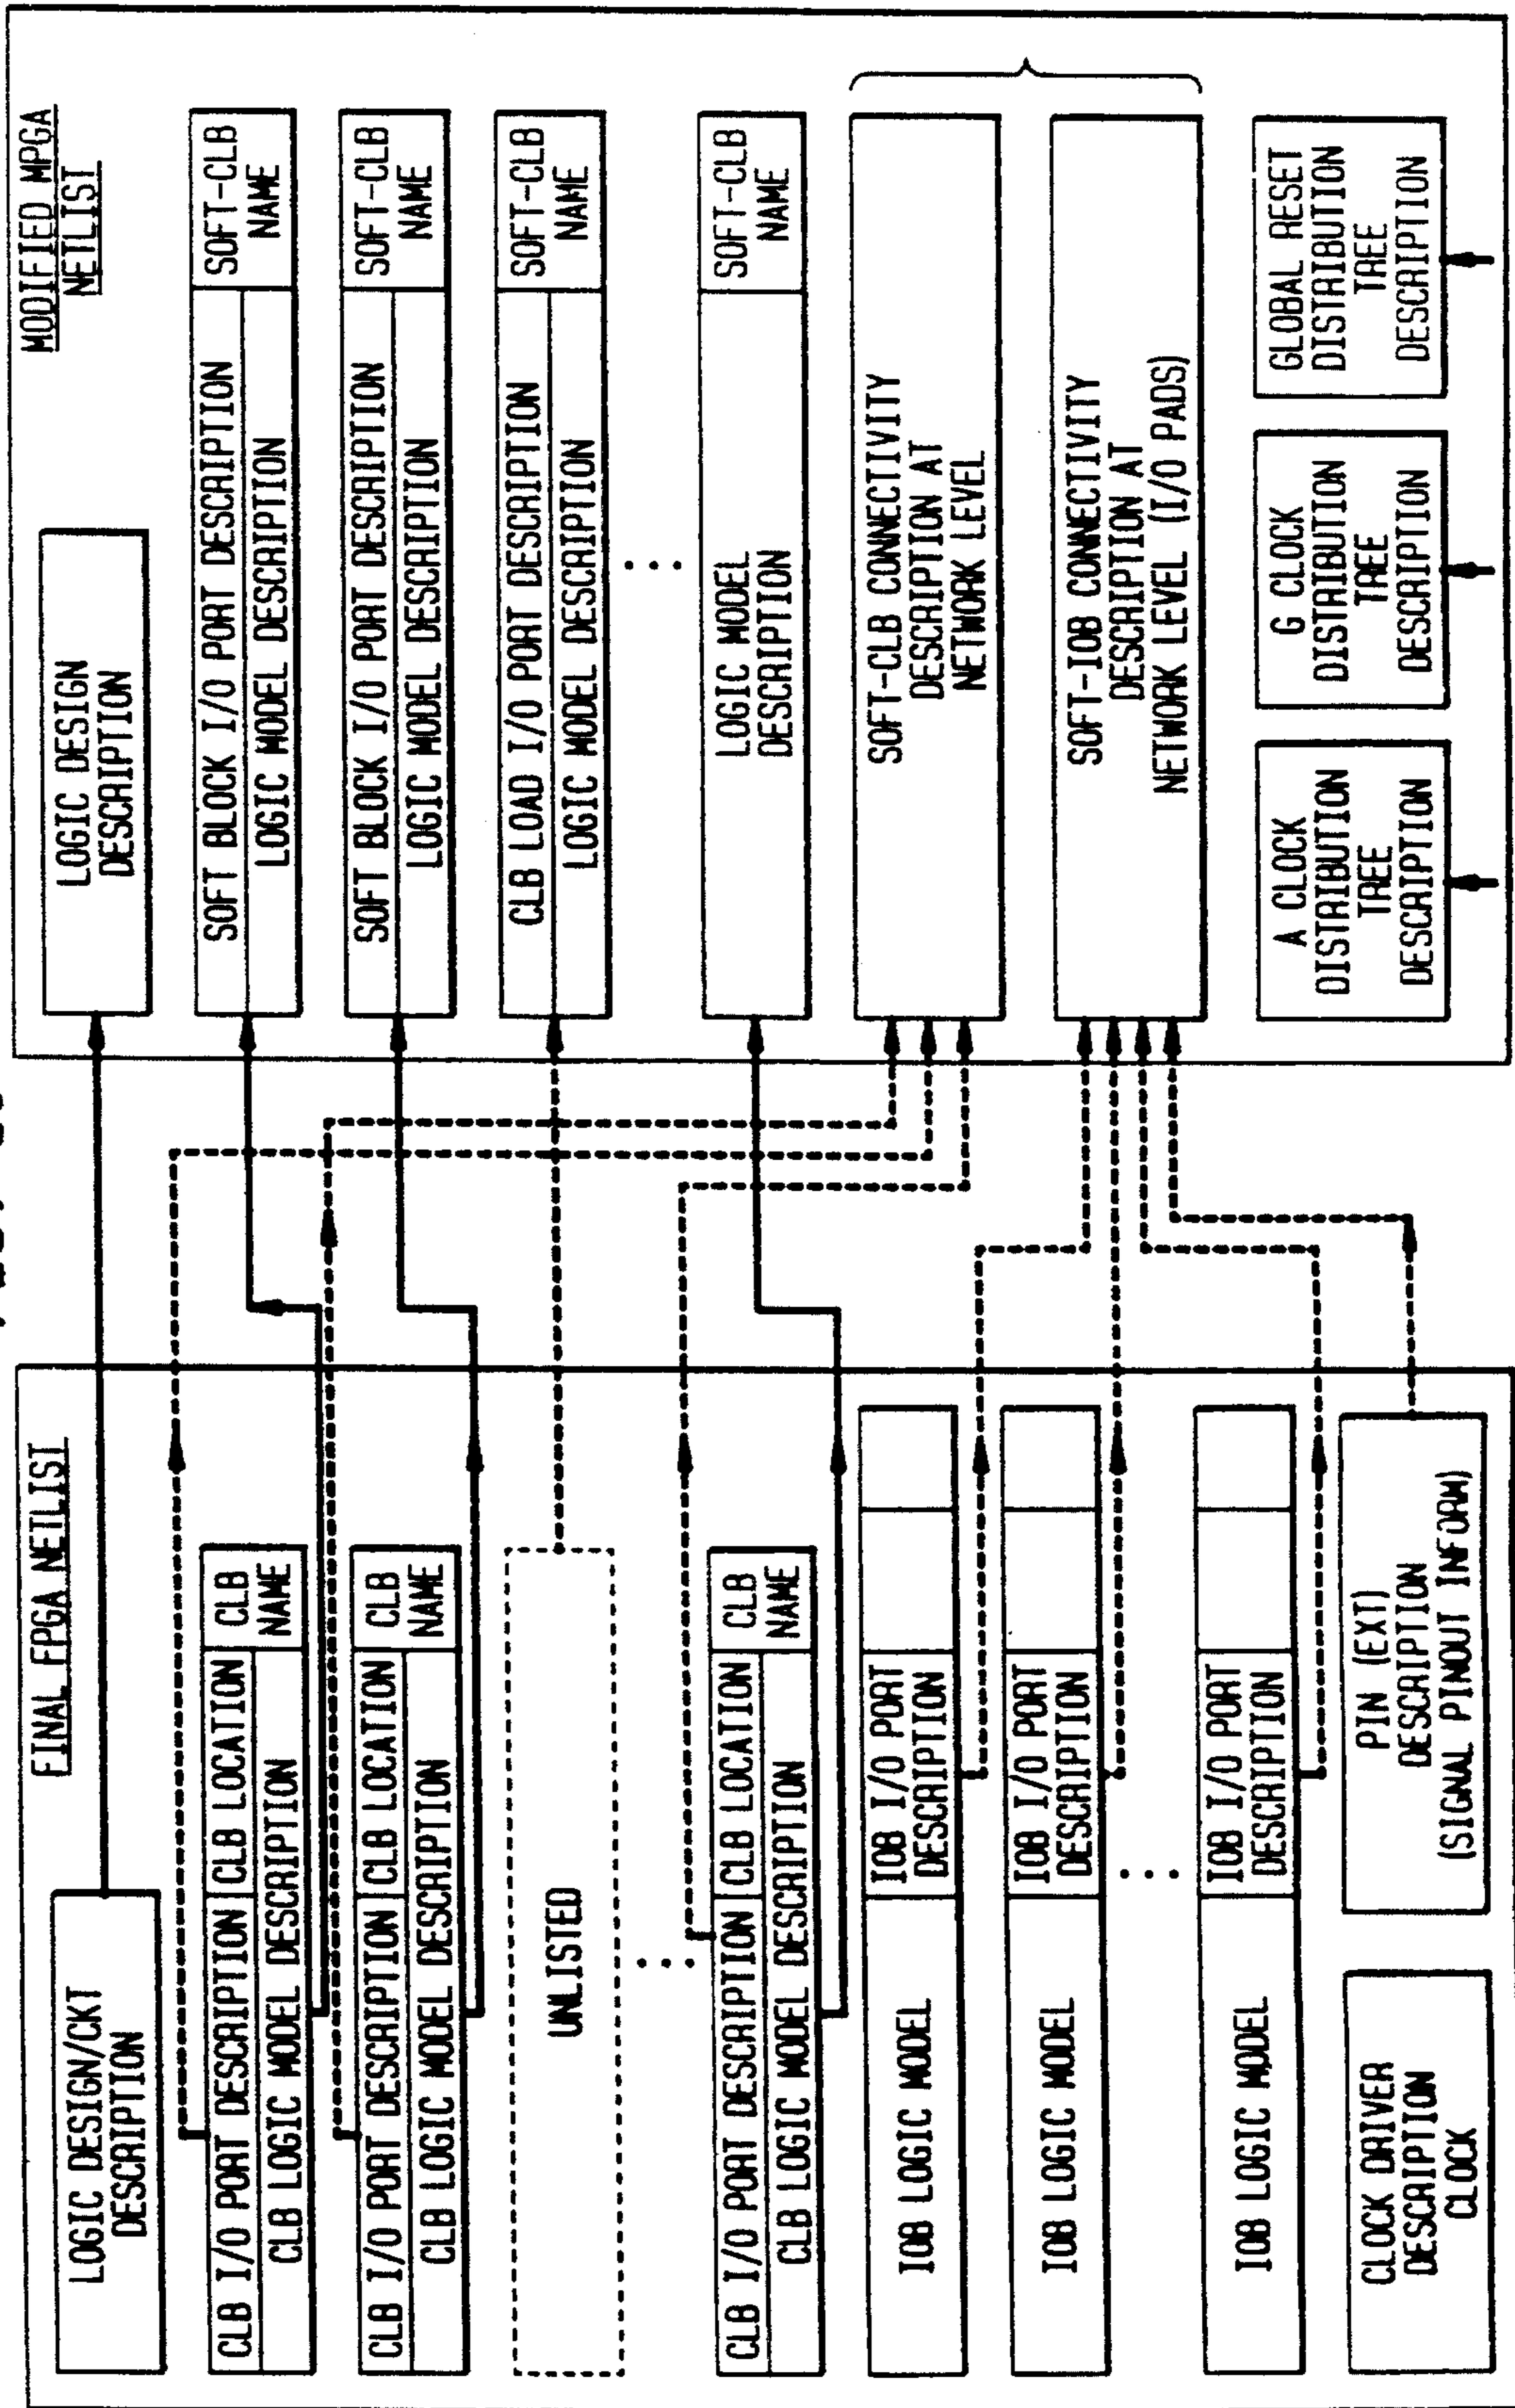 FINAL FPGA NETLIST
LOGIC DESIGN/CKT
DESCRIPTION
CLB I/O PORT DESCRIPTION
CLB LOCATION
CLB
NAME
CLB LOGIC MODEL DESCRIPTION
CLB I/O PORT DESCRIPTION
CLB LOCATION
CLB
NAME
CLB LOGIC MODEL DESCRIPTION
UNLISTED
...
CLB I/O PORT DESCRIPTION
CLB LOCATION
CLB
NAME
CLB LOGIC MODEL DESCRIPTION
IOB LOGIC MODEL
IOB I/O PORT
DESCRIPTION
IOB LOGIC MODEL
IOB I/O PORT
DESCRIPTION
...
IOB LOGIC MODEL
IOB I/O PORT
DESCRIPTION
CLOCK DRIVER
DESCRIPTION
CLOCK
PIN (EXT)
DESCRIPTION
(SIGNAL PINOUT INFORM)
MODIFIED MPGA
NETLIST
LOGIC DESIGN
DESCRIPTION
SOFT BLOCK I/O PORT DESCRIPTION
LOGIC MODEL DESCRIPTION
SOFT-CLB
NAME
SOFT BLOCK I/O PORT DESCRIPTION
LOGIC MODEL DESCRIPTION
SOFT-CLB
NAME
CLB LOAD I/O PORT DESCRIPTION
LOGIC MODEL DESCRIPTION
SOFT-CLB
NAME
...
LOGIC MODEL
DESCRIPTION
SOFT-CLB
NAME
SOFT-CLB CONNECTIVITY
DESCRIPTION AT
NETWORK LEVEL
SOFT-IOB CONNECTIVITY
DESCRIPTION AT
NETWORK LEVEL (I/O PADS)
A CLOCK
DISTRIBUTION
TREE
DESCRIPTION
G CLOCK
DISTRIBUTION
TREE
DESCRIPTION
GLOBAL RESET
DISTRIBUTION
TREE
DESCRIPTION